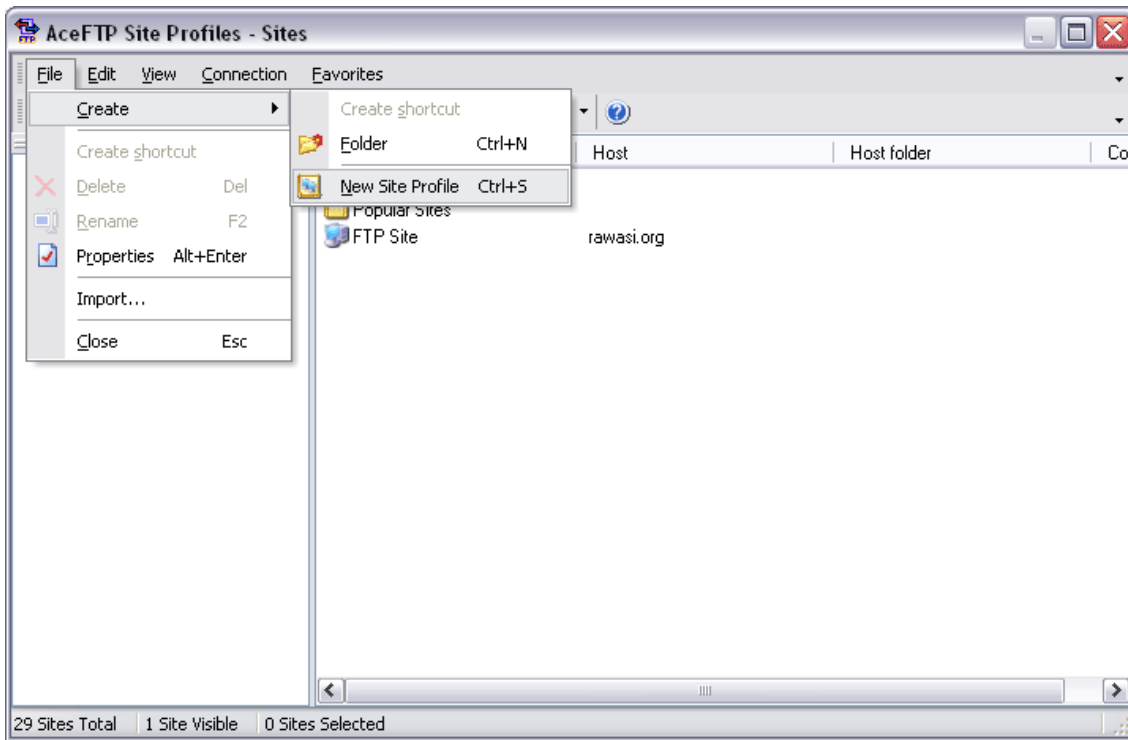 AceFTP Site Profiles - Sites
File Edit View Connection Favorites
Create
Create shortcut
Delete Del
Rename F2
Properties Alt+Enter
Import...
Close Esc
Create shortcut
Folder Ctrl+N
New Site Profile Ctrl+S
Host Host folder Co
Popular Sites
FTP Site rawasi.org
29 Sites Total 1 Site Visible 0 Sites Selected